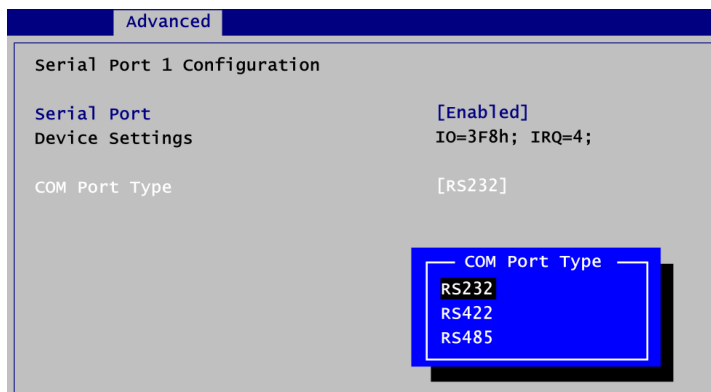 Advanced
Serial Port 1 Configuration
Serial Port [Enabled]
Device Settings IO=3F8h; IRQ=4;
COM Port Type [RS232]
COM Port Type
RS232
RS422
RS485